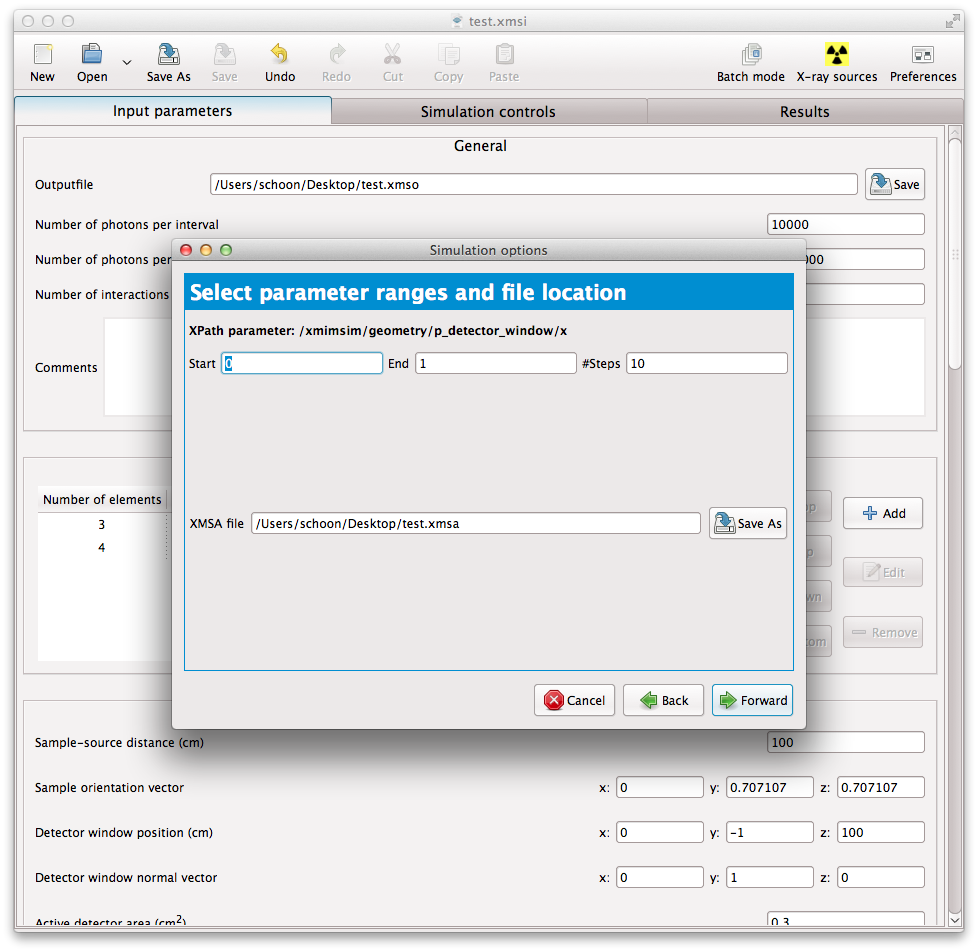 test.xmsi
New Open Save As Save Undo Redo Cut Copy Paste Batch mode X-ray sources Preferences
Input parameters Simulation controls Results
General
Outputfile /Users/schoon/Desktop/test.xmso Save
Number of photons per interval 10000
Number of photons per
Number of interactions
Comments
Simulation options
Select parameter ranges and file location
XPath parameter: /xmimsim/geometry/p_detector_window/x
Start 0 End 1 #Steps 10
XMSA file /Users/schoon/Desktop/test.xmsa Save As
Cancel Back Forward
Number of elements
3
4
Add
Edit
Remove
Sample-source distance (cm) 100
Sample orientation vector x: 0 y: 0.707107 z: 0.707107
Detector window position (cm) x: 0 y: -1 z: 100
Detector window normal vector x: 0 y: 1 z: 0
Active detector area (cm²) 0.3